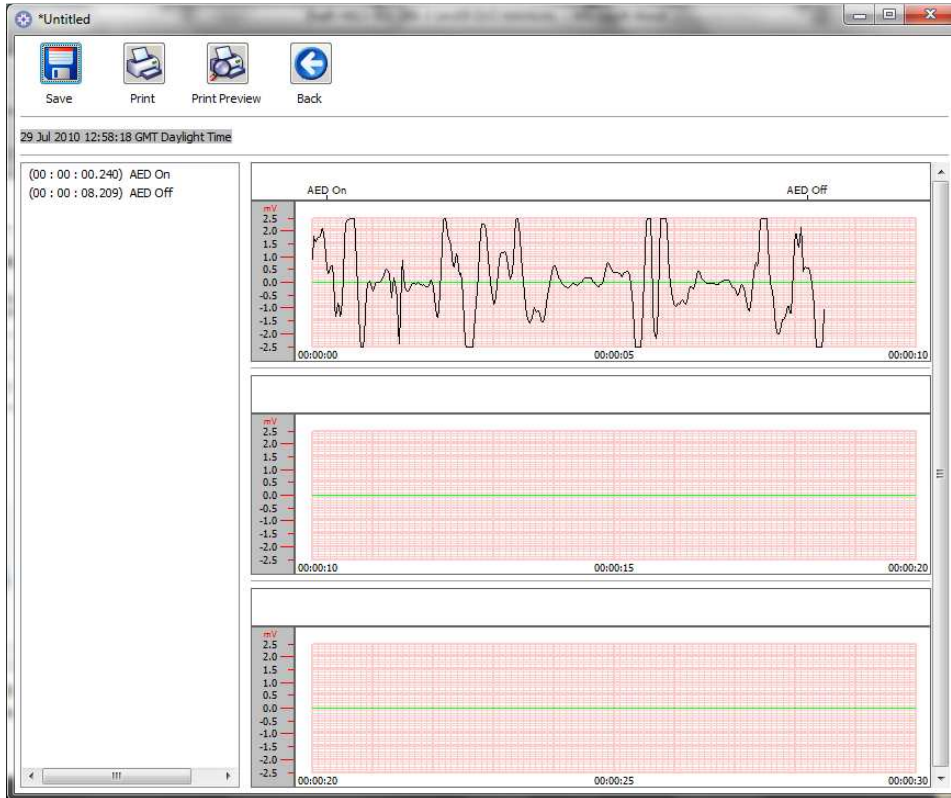 *Untitled
Save Print Print Preview Back
29 Jul 2010 12:58:18 GMT Daylight Time
(00 : 00 : 00.240) AED On
(00 : 00 : 08.209) AED Off
AED On AED Off
mV
2.5
2.0
1.5
1.0
0.5
0.0
-0.5
-1.0
-1.5
-2.0
-2.5
00:00:00 00:00:05 00:00:10
mV
2.5
2.0
1.5
1.0
0.5
0.0
-0.5
-1.0
-1.5
-2.0
-2.5
00:00:10 00:00:15 00:00:20
mV
2.5
2.0
1.5
1.0
0.5
0.0
-0.5
-1.0
-1.5
-2.0
-2.5
00:00:20 00:00:25 00:00:30